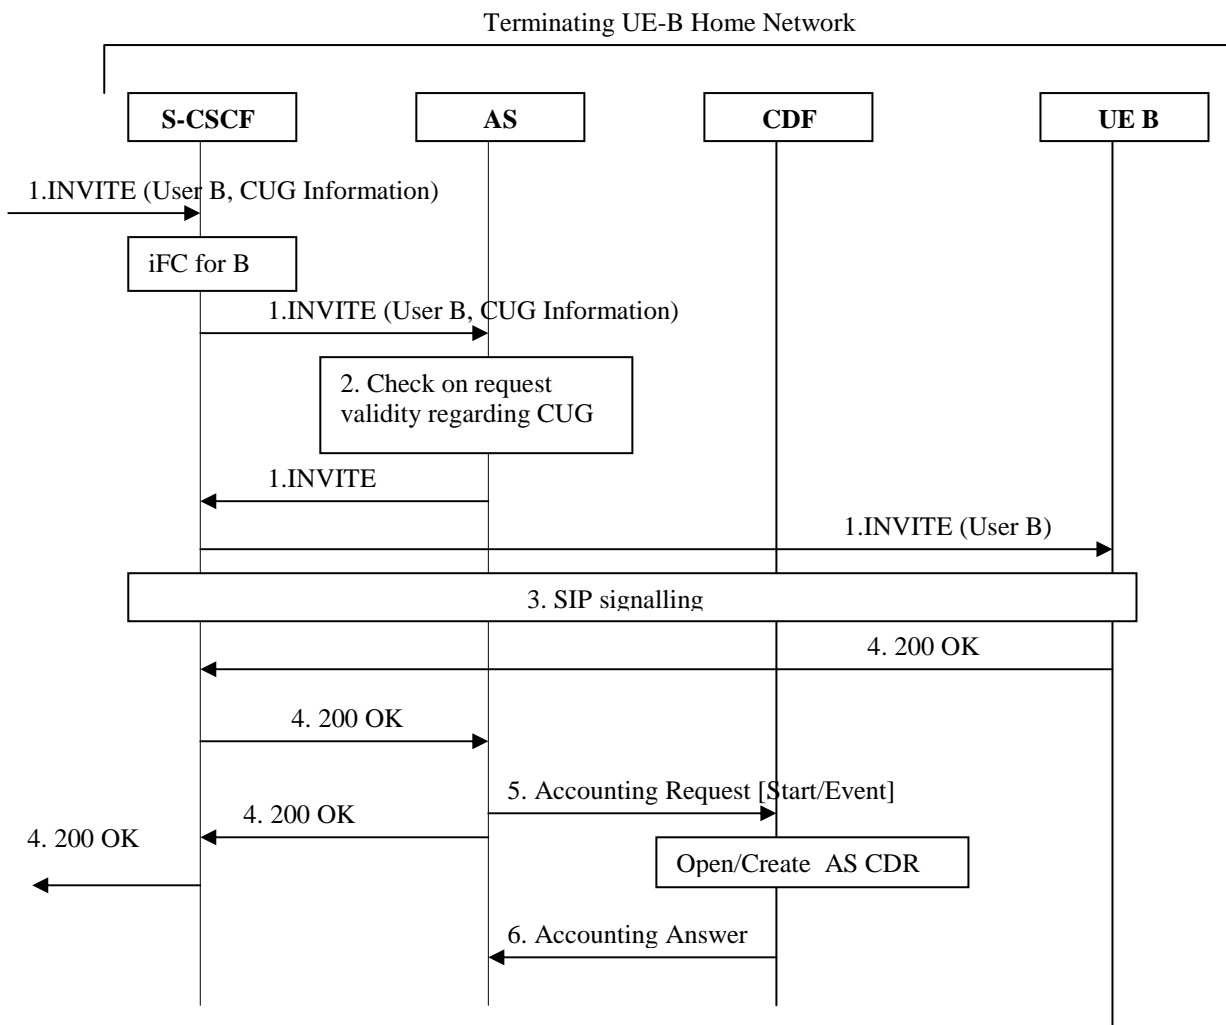 Terminating UE-B Home Network
S-CSCF
AS
CDF
UE B
1.INVITE (User B, CUG Information)
iFC for B
1.INVITE (User B, CUG Information)
2. Check on request
validity regarding CUG
1.INVITE
1.INVITE (User B)
3. SIP signalling
4. 200 OK
4. 200 OK
5. Accounting Request [Start/Event]
4. 200 OK
4. 200 OK
Open/Create AS CDR
6. Accounting Answer